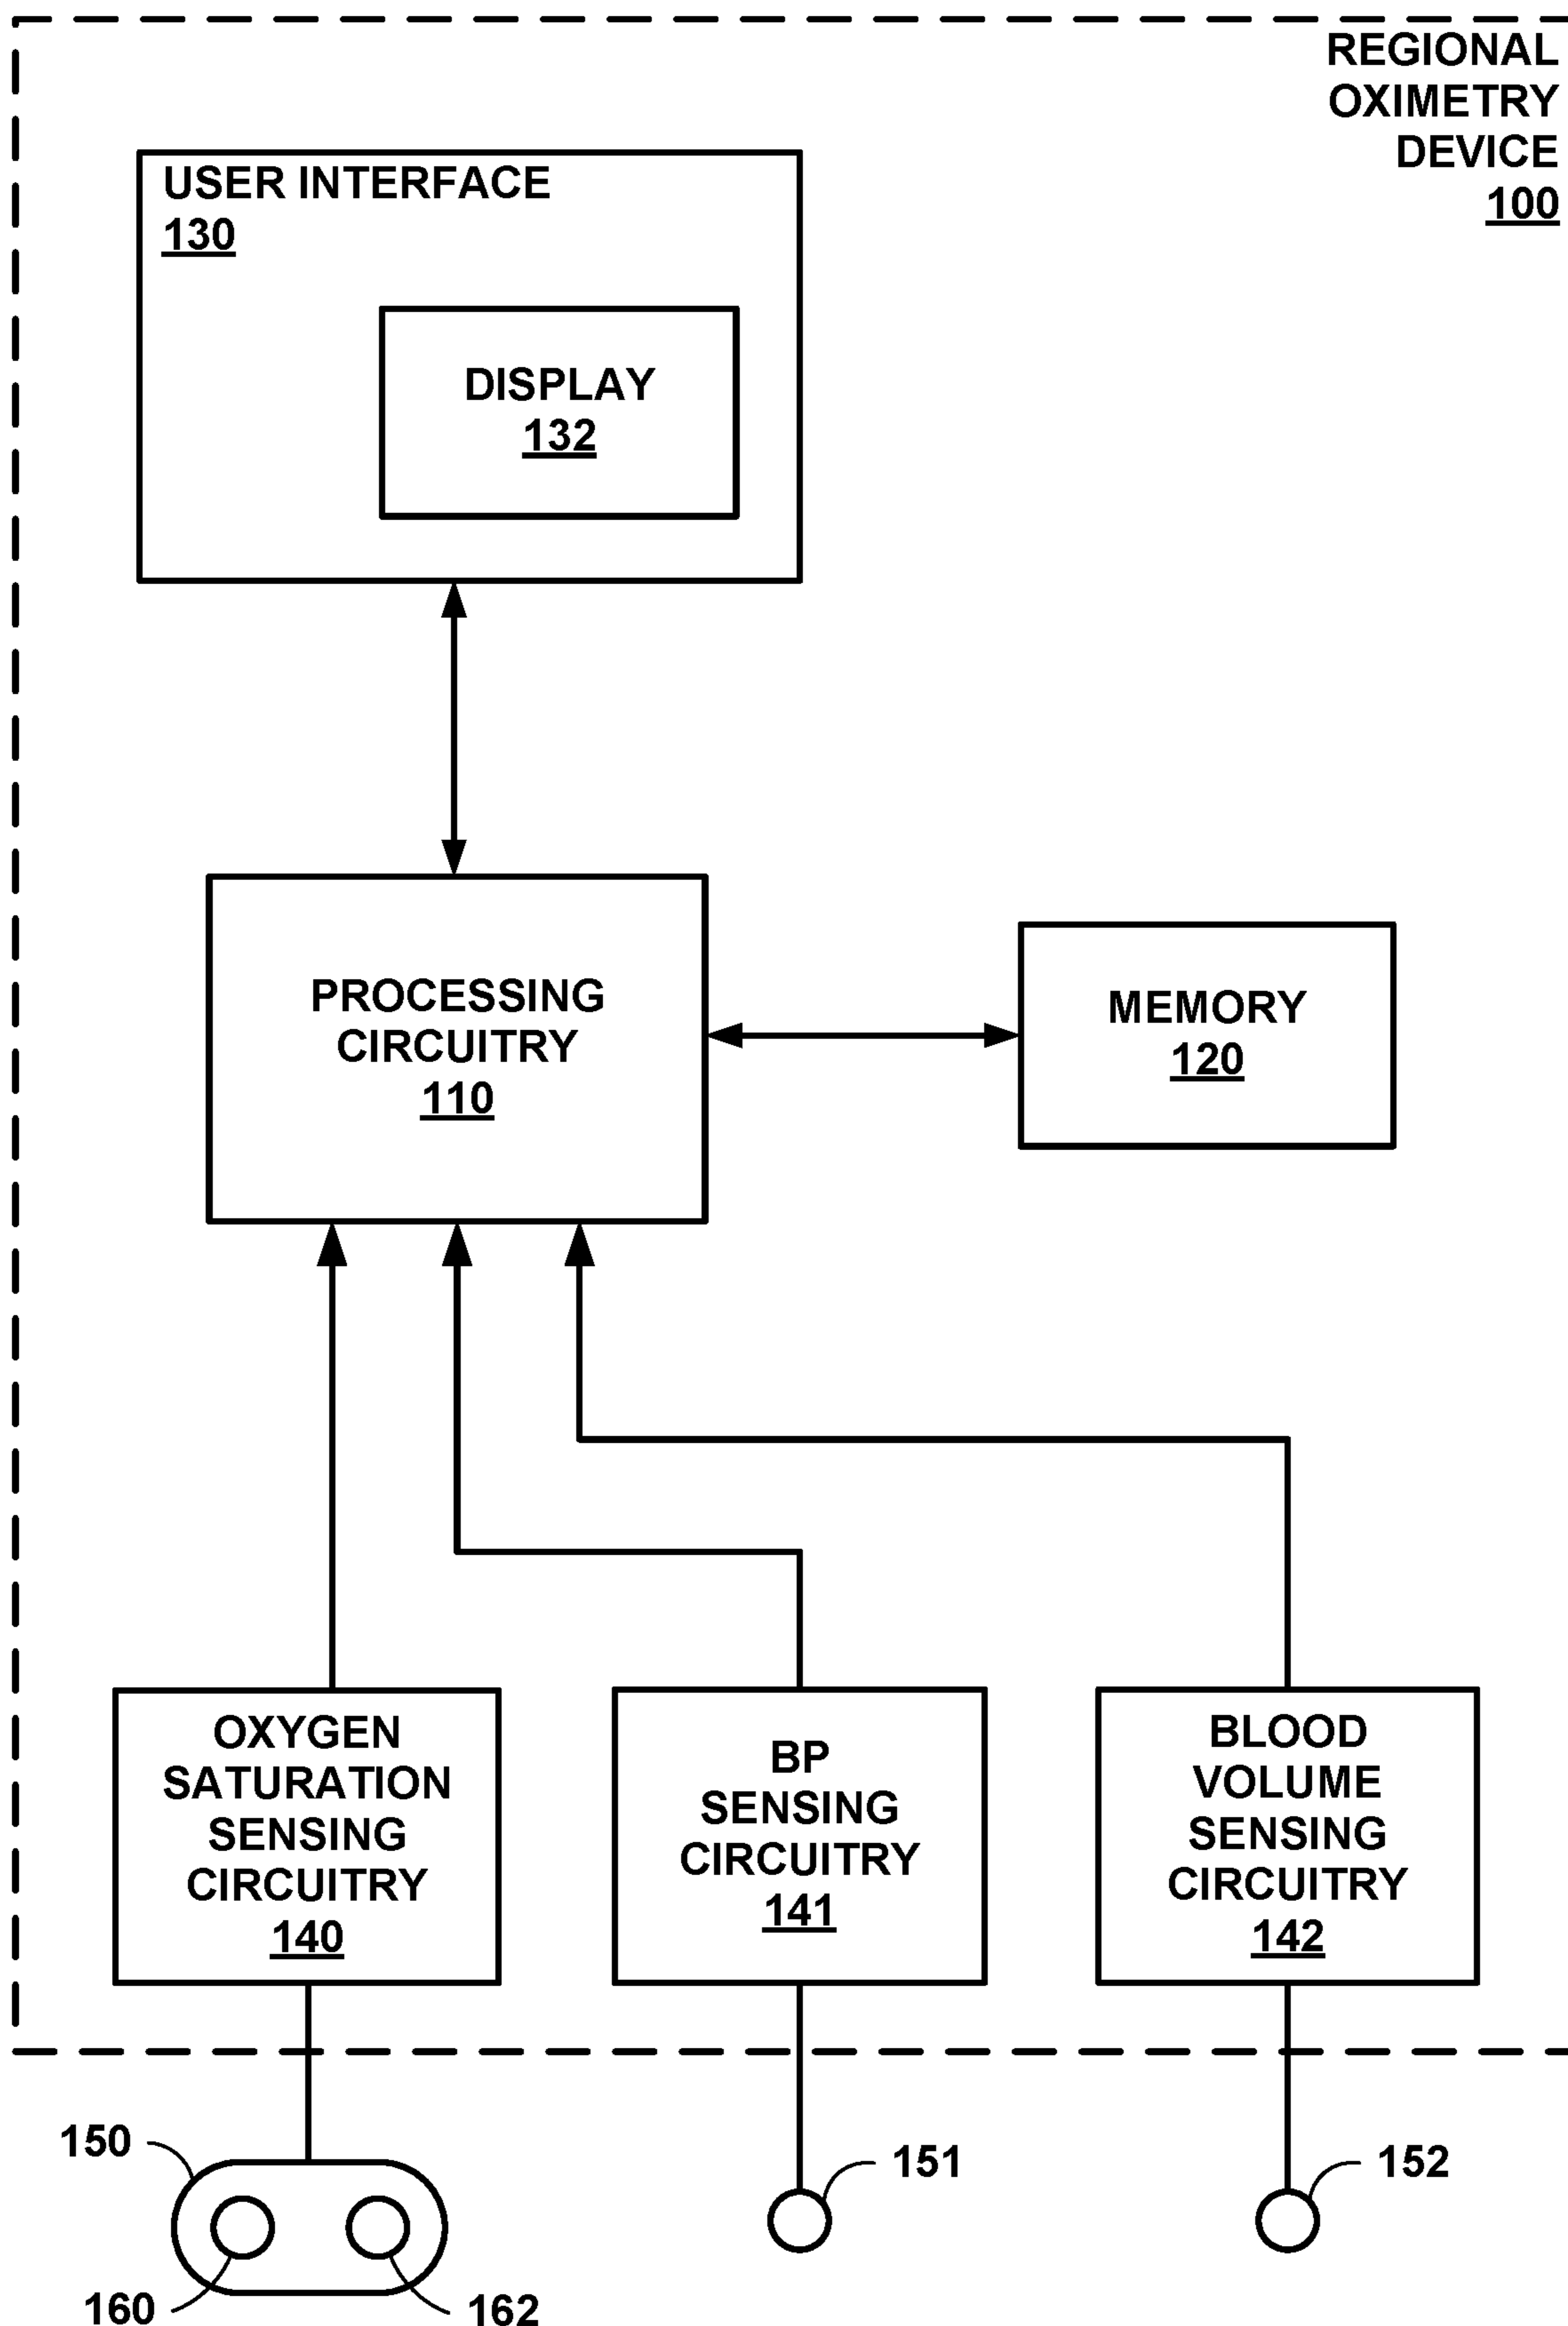 REGIONAL
OXIMETRY
DEVICE
100
USER INTERFACE
130
DISPLAY
132
PROCESSING
CIRCUITRY
110
MEMORY
120
OXYGEN
SATURATION
SENSING
CIRCUITRY
140
BP
SENSING
CIRCUITRY
141
BLOOD
VOLUME
SENSING
CIRCUITRY
142
150
151
152
160
162